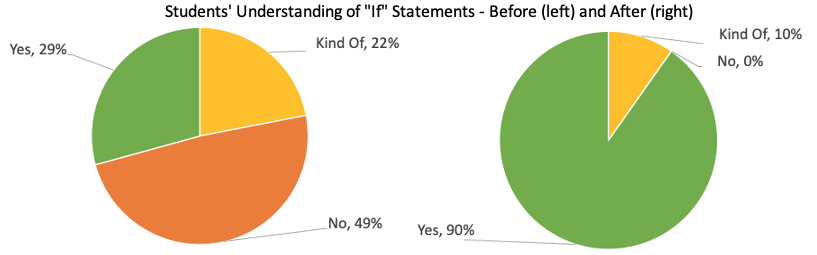 Students' Understanding of "If" Statements - Before (left) and After (right)
Yes, 29%
Kind Of, 22%
No, 49%
Kind Of, 10%
No, 0%
Yes, 90%